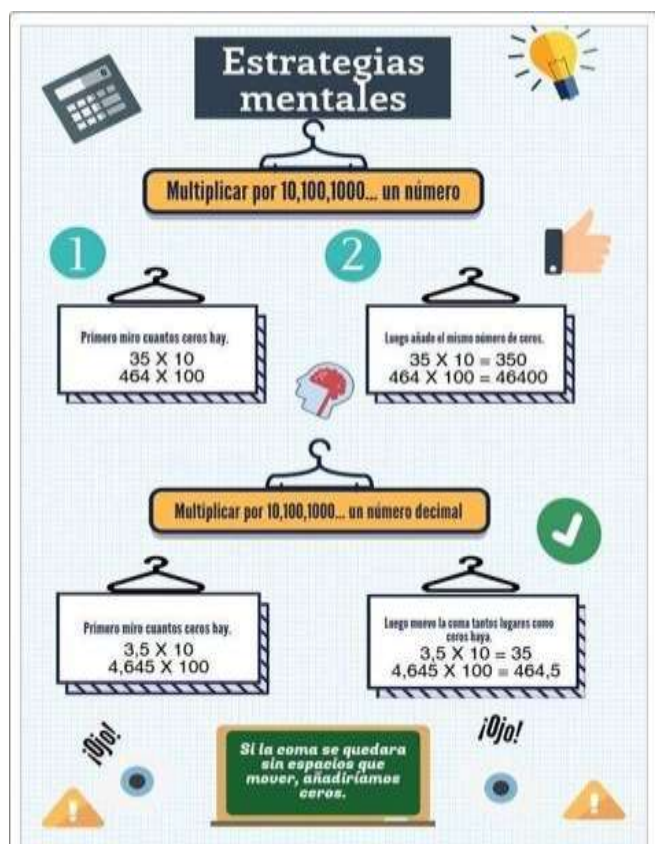 Estrategias
mentales
Multiplicar por 10,100,1000... un número
1
2
Primero miro cuantos ceros hay.
35 X 10
464 X 100
Luego añado el mismo número de ceros.
35 X 10 = 350
464 X 100 = 46400
Multiplicar por 10,100,1000... un número decimal
Primero miro cuantos ceros hay.
3,5 X 10
4,645 X 100
Luego muevo la coma tantos lugares como
ceros haya.
3,5 X 10 = 35
4,645 X 100 = 464,5
¡Ojo!
Si la coma se quedara
sin espacios que
mover, añadiríamos
ceros.
¡Ojo!